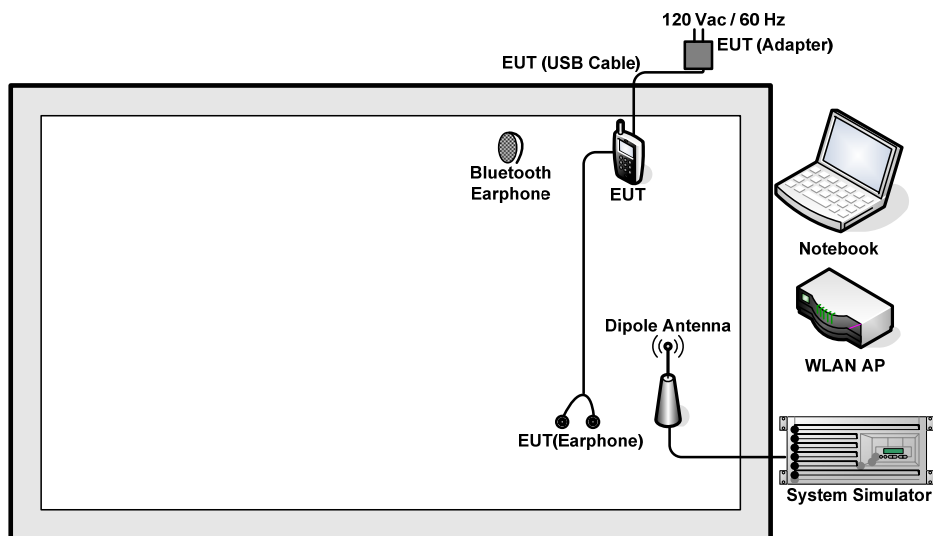 120 Vac / 60 Hz
EUT (Adapter)
EUT (USB Cable)
Bluetooth
Earphone
EUT
Notebook
Dipole Antenna
WLAN AP
EUT(Earphone)
System Simulator